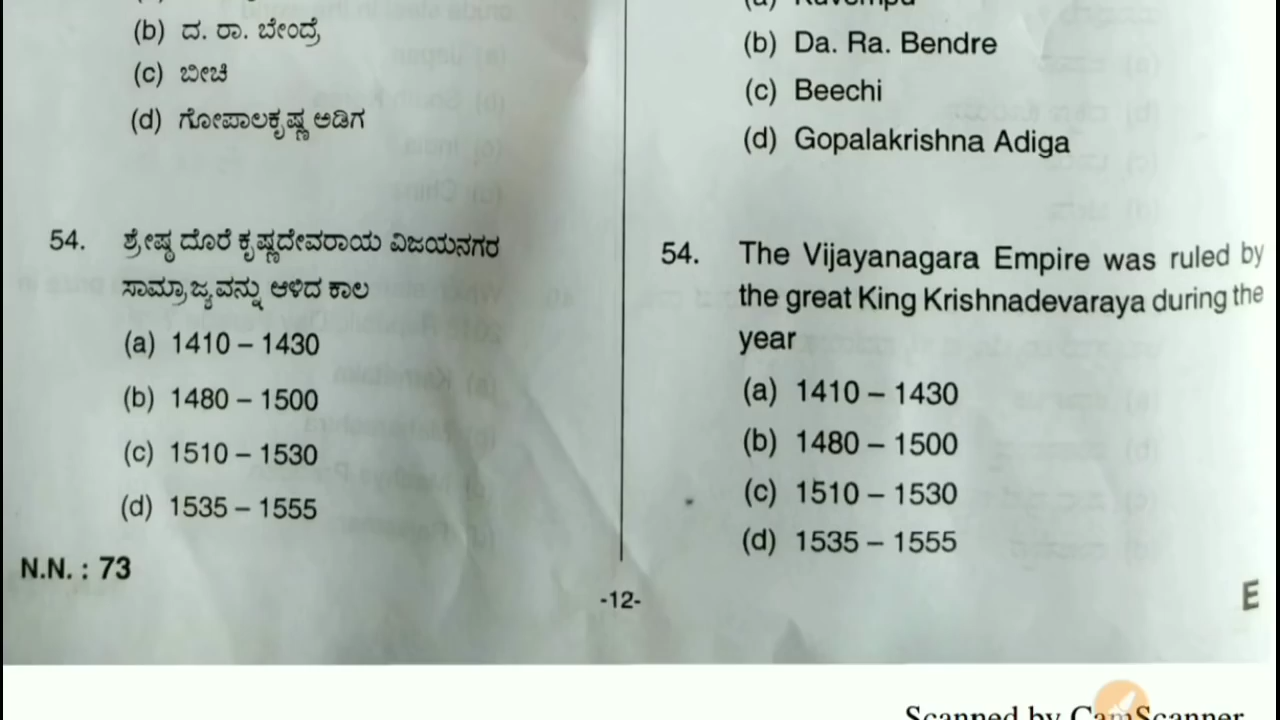 (b) ದ. ರಾ. ಬೇಂದ್ರೆ
(c) ಬೀಚಿ
(d) ಗೋಪಾಲಕೃಷ್ಣ ಅಡಿಗ
54. ಶ್ರೇಷ್ಠ ದೊರೆ ಕೃಷ್ಣದೇವರಾಯ ವಿಜಯನಗರ
ಸಾಮ್ರಾಜ್ಯವನ್ನು ಆಳಿದ ಕಾಲ
(a) 1410 – 1430
(b) 1480 – 1500
(c) 1510 – 1530
(d) 1535 – 1555
N.N. : 73
(a) Kuvempu
(b) Da. Ra. Bendre
(c) Beechi
(d) Gopalakrishna Adiga
54. The Vijayanagara Empire was ruled by
the great King Krishnadevaraya during the
year
(a) 1410 – 1430
(b) 1480 – 1500
(c) 1510 – 1530
(d) 1535 – 1555
-12-
E
Scanned by CamScanner